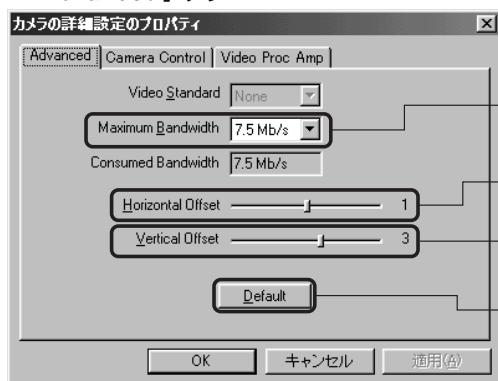 カメラの詳細設定のプロパティ
Advanced Camera Control Video Proc Amp
Video Standard None
Maximum Bandwidth 7.5 Mb/s
Consumed Bandwidth 7.5 Mb/s
Horizontal Offset 1
Vertical Offset 3
Default
OK キャンセル 適用(A)